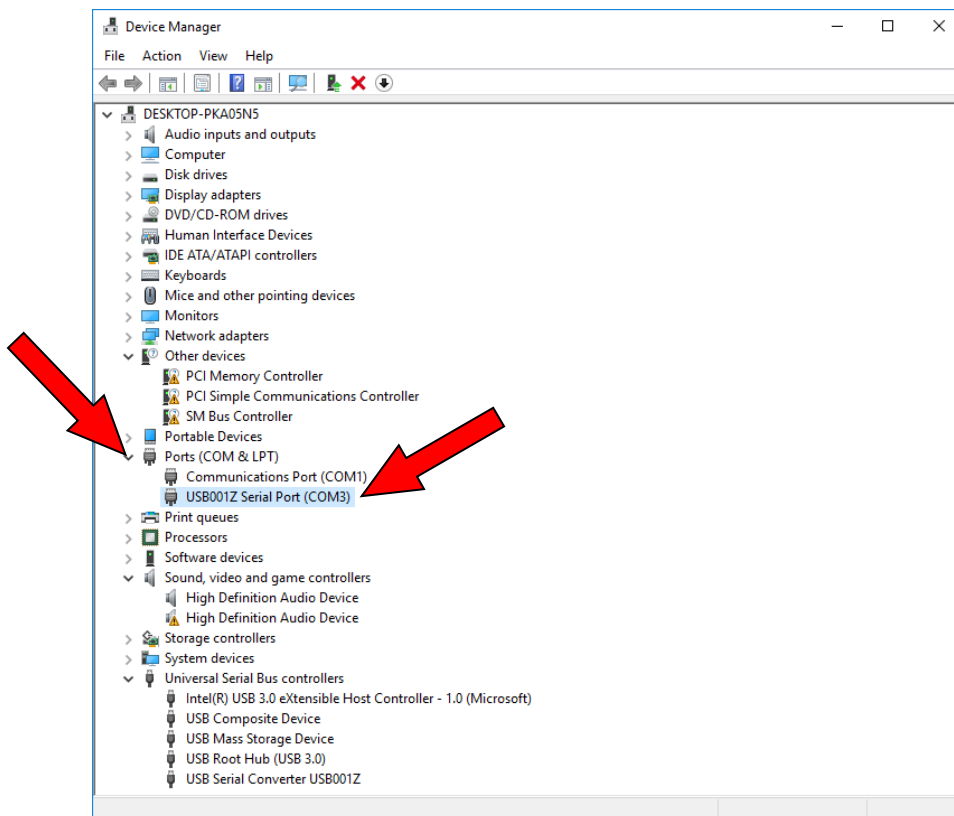 Device Manager
File Action View Help
DESKTOP-PKA05N5
Audio inputs and outputs
Computer
Disk drives
Display adapters
DVD/CD-ROM drives
Human Interface Devices
IDE ATA/ATAPI controllers
Keyboards
Mice and other pointing devices
Monitors
Network adapters
Other devices
PCI Memory Controller
PCI Simple Communications Controller
SM Bus Controller
Portable Devices
Ports (COM & LPT)
Communications Port (COM1)
USB001Z Serial Port (COM3)
Print queues
Processors
Software devices
Sound, video and game controllers
High Definition Audio Device
High Definition Audio Device
Storage controllers
System devices
Universal Serial Bus controllers
Intel(R) USB 3.0 eXtensible Host Controller - 1.0 (Microsoft)
USB Composite Device
USB Mass Storage Device
USB Root Hub (USB 3.0)
USB Serial Converter USB001Z